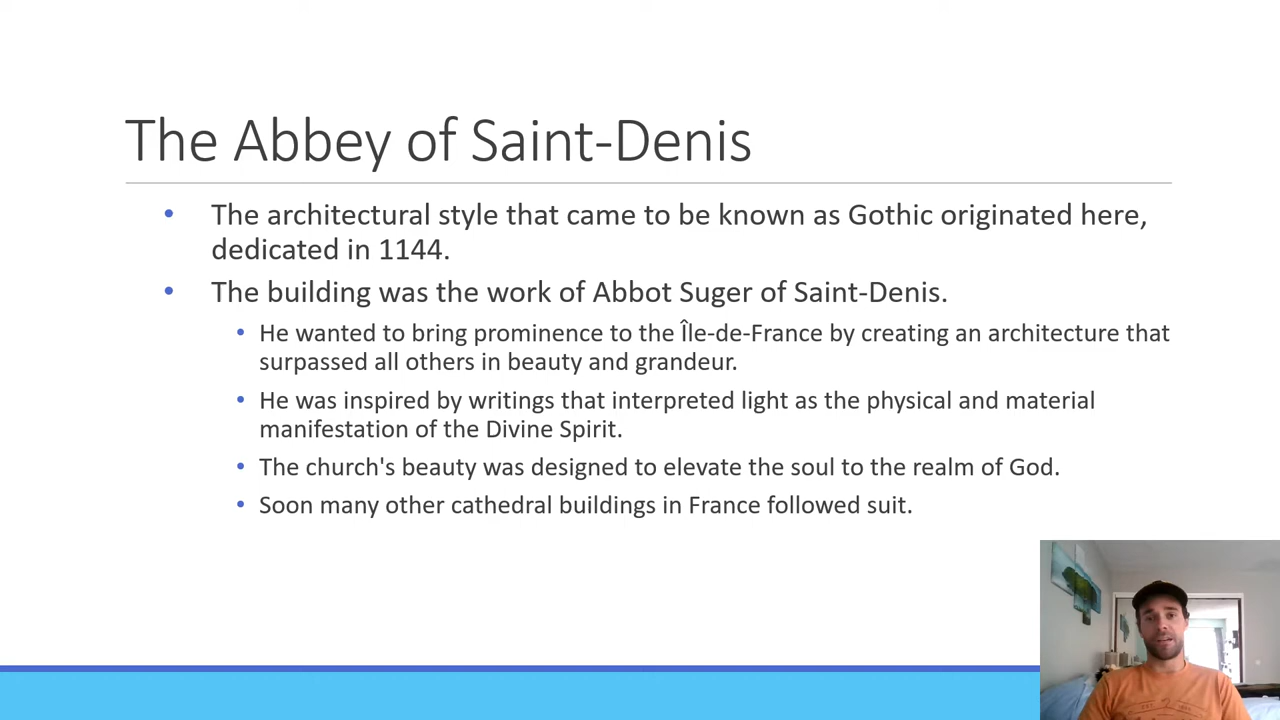 The Abbey of Saint-Denis
• The architectural style that came to be known as Gothic originated here,
dedicated in 1144.
• The building was the work of Abbot Suger of Saint-Denis.
• He wanted to bring prominence to the Île-de-France by creating an architecture that
surpassed all others in beauty and grandeur.
• He was inspired by writings that interpreted light as the physical and material
manifestation of the Divine Spirit.
• The church's beauty was designed to elevate the soul to the realm of God.
• Soon many other cathedral buildings in France followed suit.